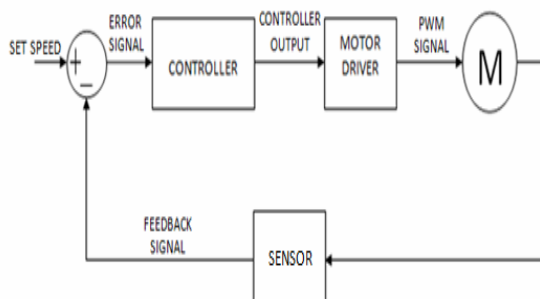 SET SPEED
+
−
ERROR
SIGNAL
CONTROLLER
CONTROLLER
OUTPUT
MOTOR
DRIVER
PWM
SIGNAL
M
FEEDBACK
SIGNAL
SENSOR